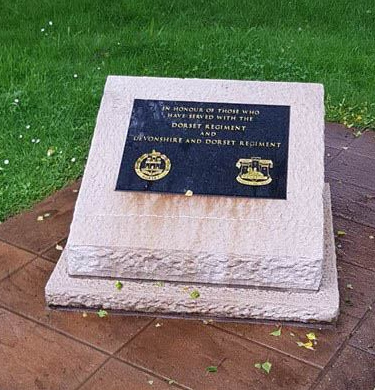 IN HONOUR OF THOSE WHO
HAVE SERVED WITH THE
DORSET REGIMENT
AND
DEVONSHIRE AND DORSET REGIMENT